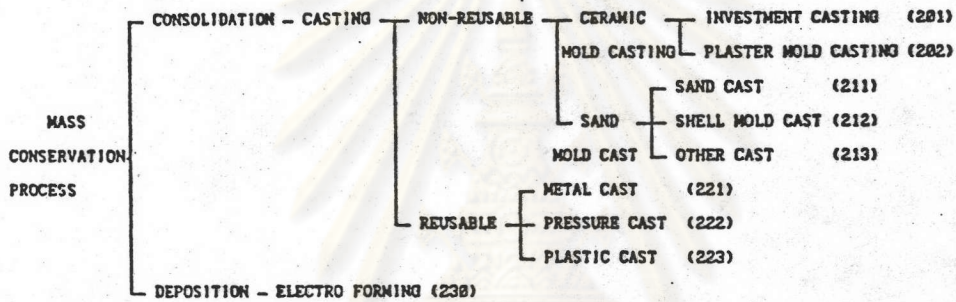 CONSOLIDATION - CASTING NON-REUSABLE CERAMIC INVESTMENT CASTING (201)
MOLD CASTING PLASTER MOLD CASTING (202)
SAND CAST (211)
MASS SAND SHELL MOLD CAST (212)
CONSERVATION MOLD CAST OTHER CAST (213)
PROCESS METAL CAST (221)
REUSABLE PRESSURE CAST (222)
PLASTIC CAST (223)
DEPOSITION - ELECTRO FORMING (230)